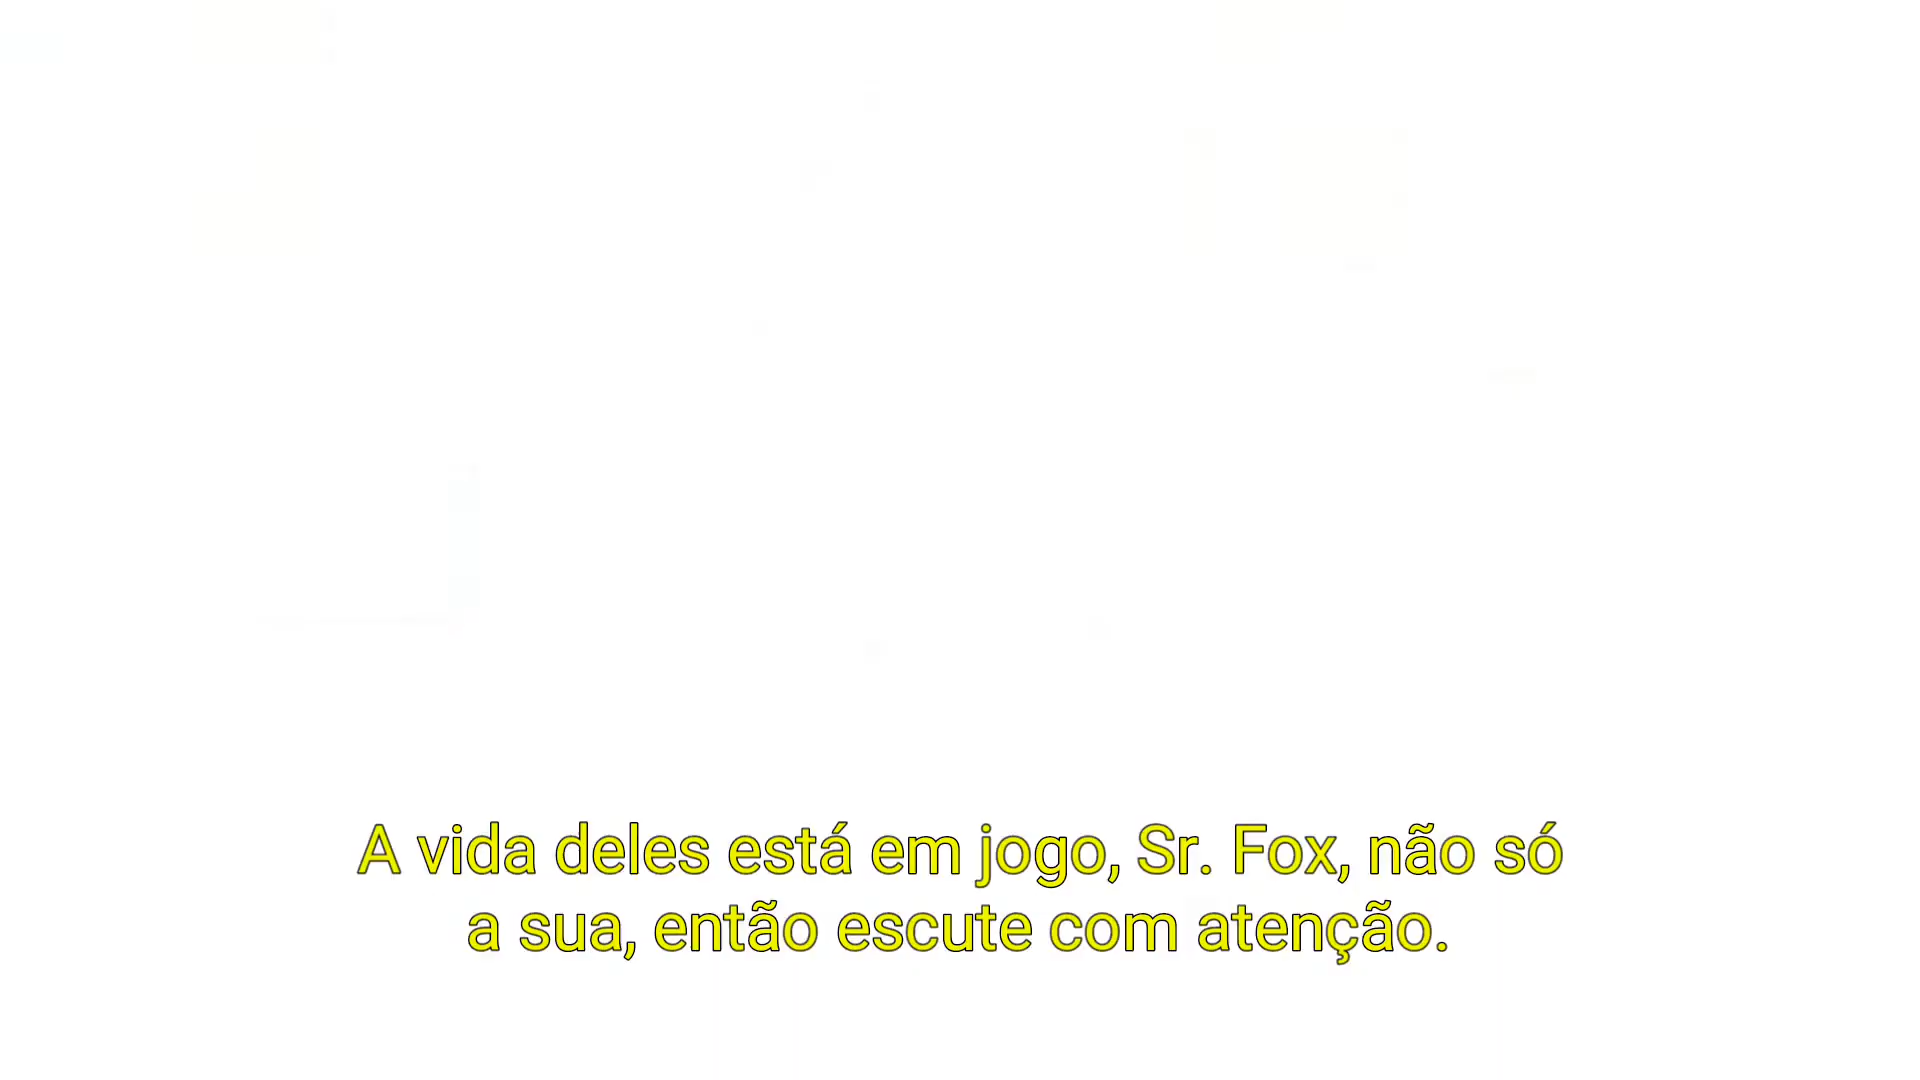 A vida deles está em jogo, Sr. Fox, não só
a sua, então escute com atenção.